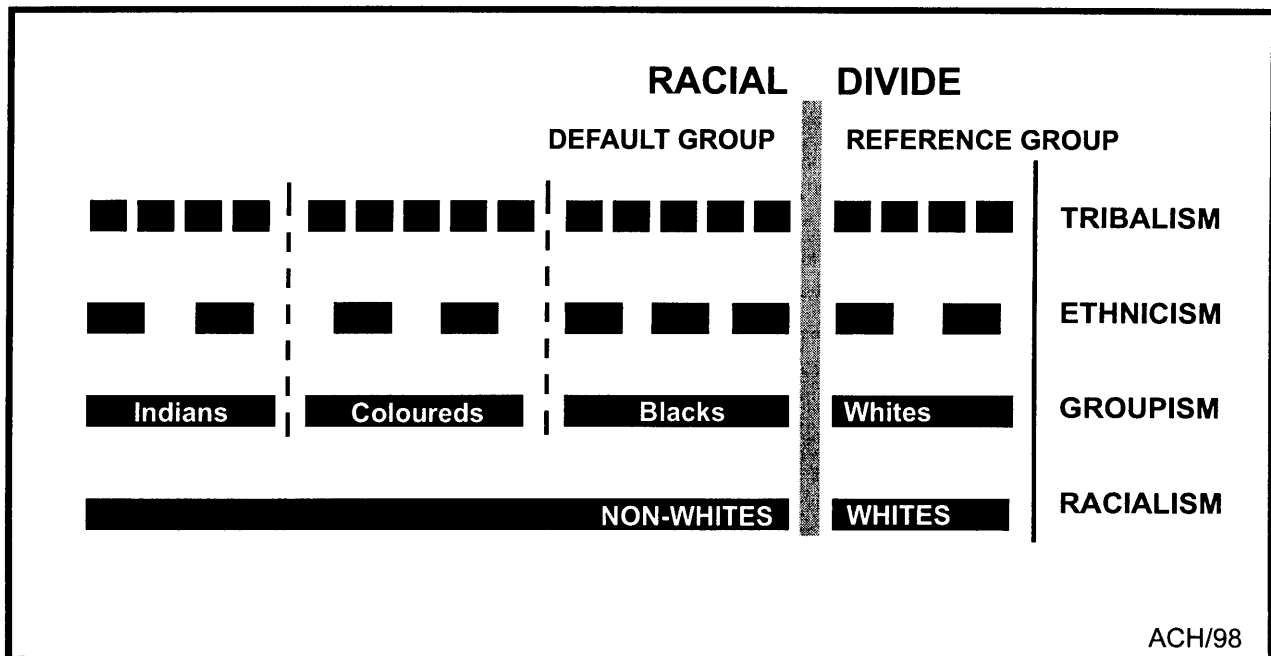 RACIAL DIVIDE
DEFAULT GROUP REFERENCE GROUP
TRIBALISM
ETHNICISM
Indians Coloureds Blacks Whites GROUPISM
NON-WHITES WHITES RACIALISM
ACH/98